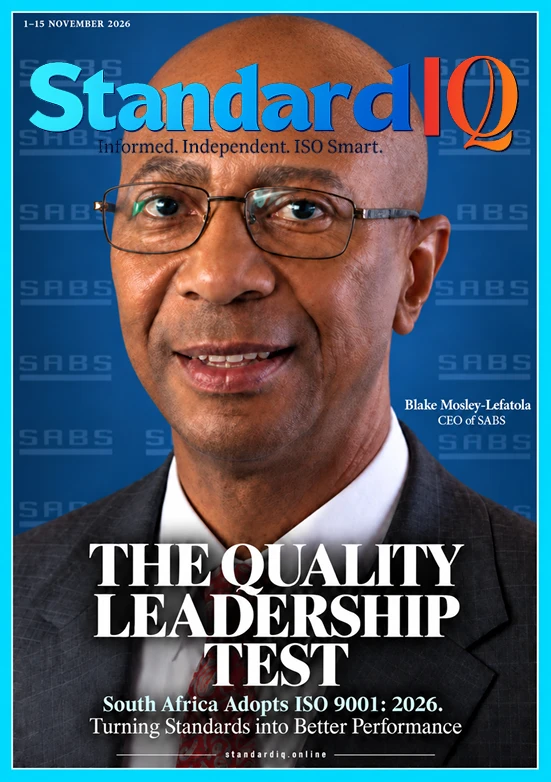 1–15 NOVEMBER 2026
StandardIQ
Informed. Independent. ISO Smart.
SABS
SABS
SABS
ABS
SABS
SABS
SABS
SABS
SABS
SABS
Blake Mosley-Lefatola
CEO of SABS
THE QUALITY
LEADERSHIP
TEST
South Africa Adopts ISO 9001: 2026.
Turning Standards into Better Performance
standardiq.online